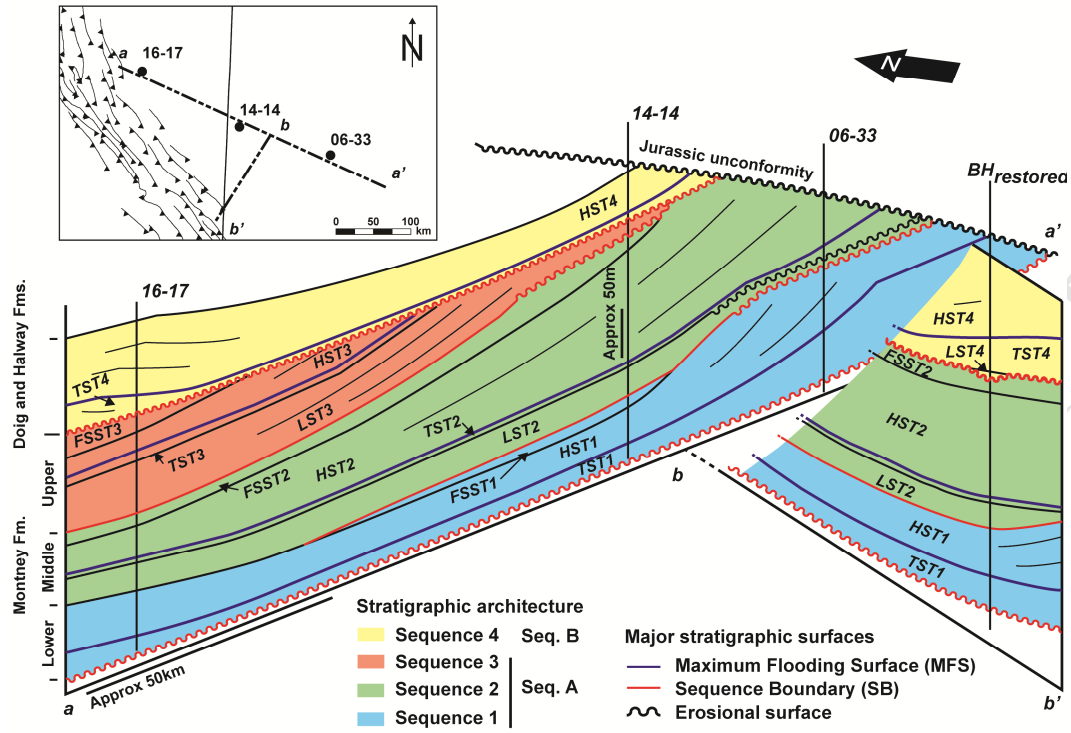 a
16-17
N
14-14
b
06-33
a'
b'
0 50 100
km
N
14-14
06-33
Jurassic unconformity
BHrestored
a'
HST4
16-17
Approx 50m
HST4
LST4
TST4
FSST2
HST3
TST4
LST3
FSST3
TST3
TST2
LST2
HST2
HST2
FSST2
HST1
TST1
FSST1
LST2
HST1
TST1
b
Doig and Halway Fms.
Upper
Middle
Lower
Montney Fm.
Approx 50km
a
b'
Stratigraphic architecture
Sequence 4 Seq. B
Sequence 3
Sequence 2 Seq. A
Sequence 1
Major stratigraphic surfaces
Maximum Flooding Surface (MFS)
Sequence Boundary (SB)
Erosional surface